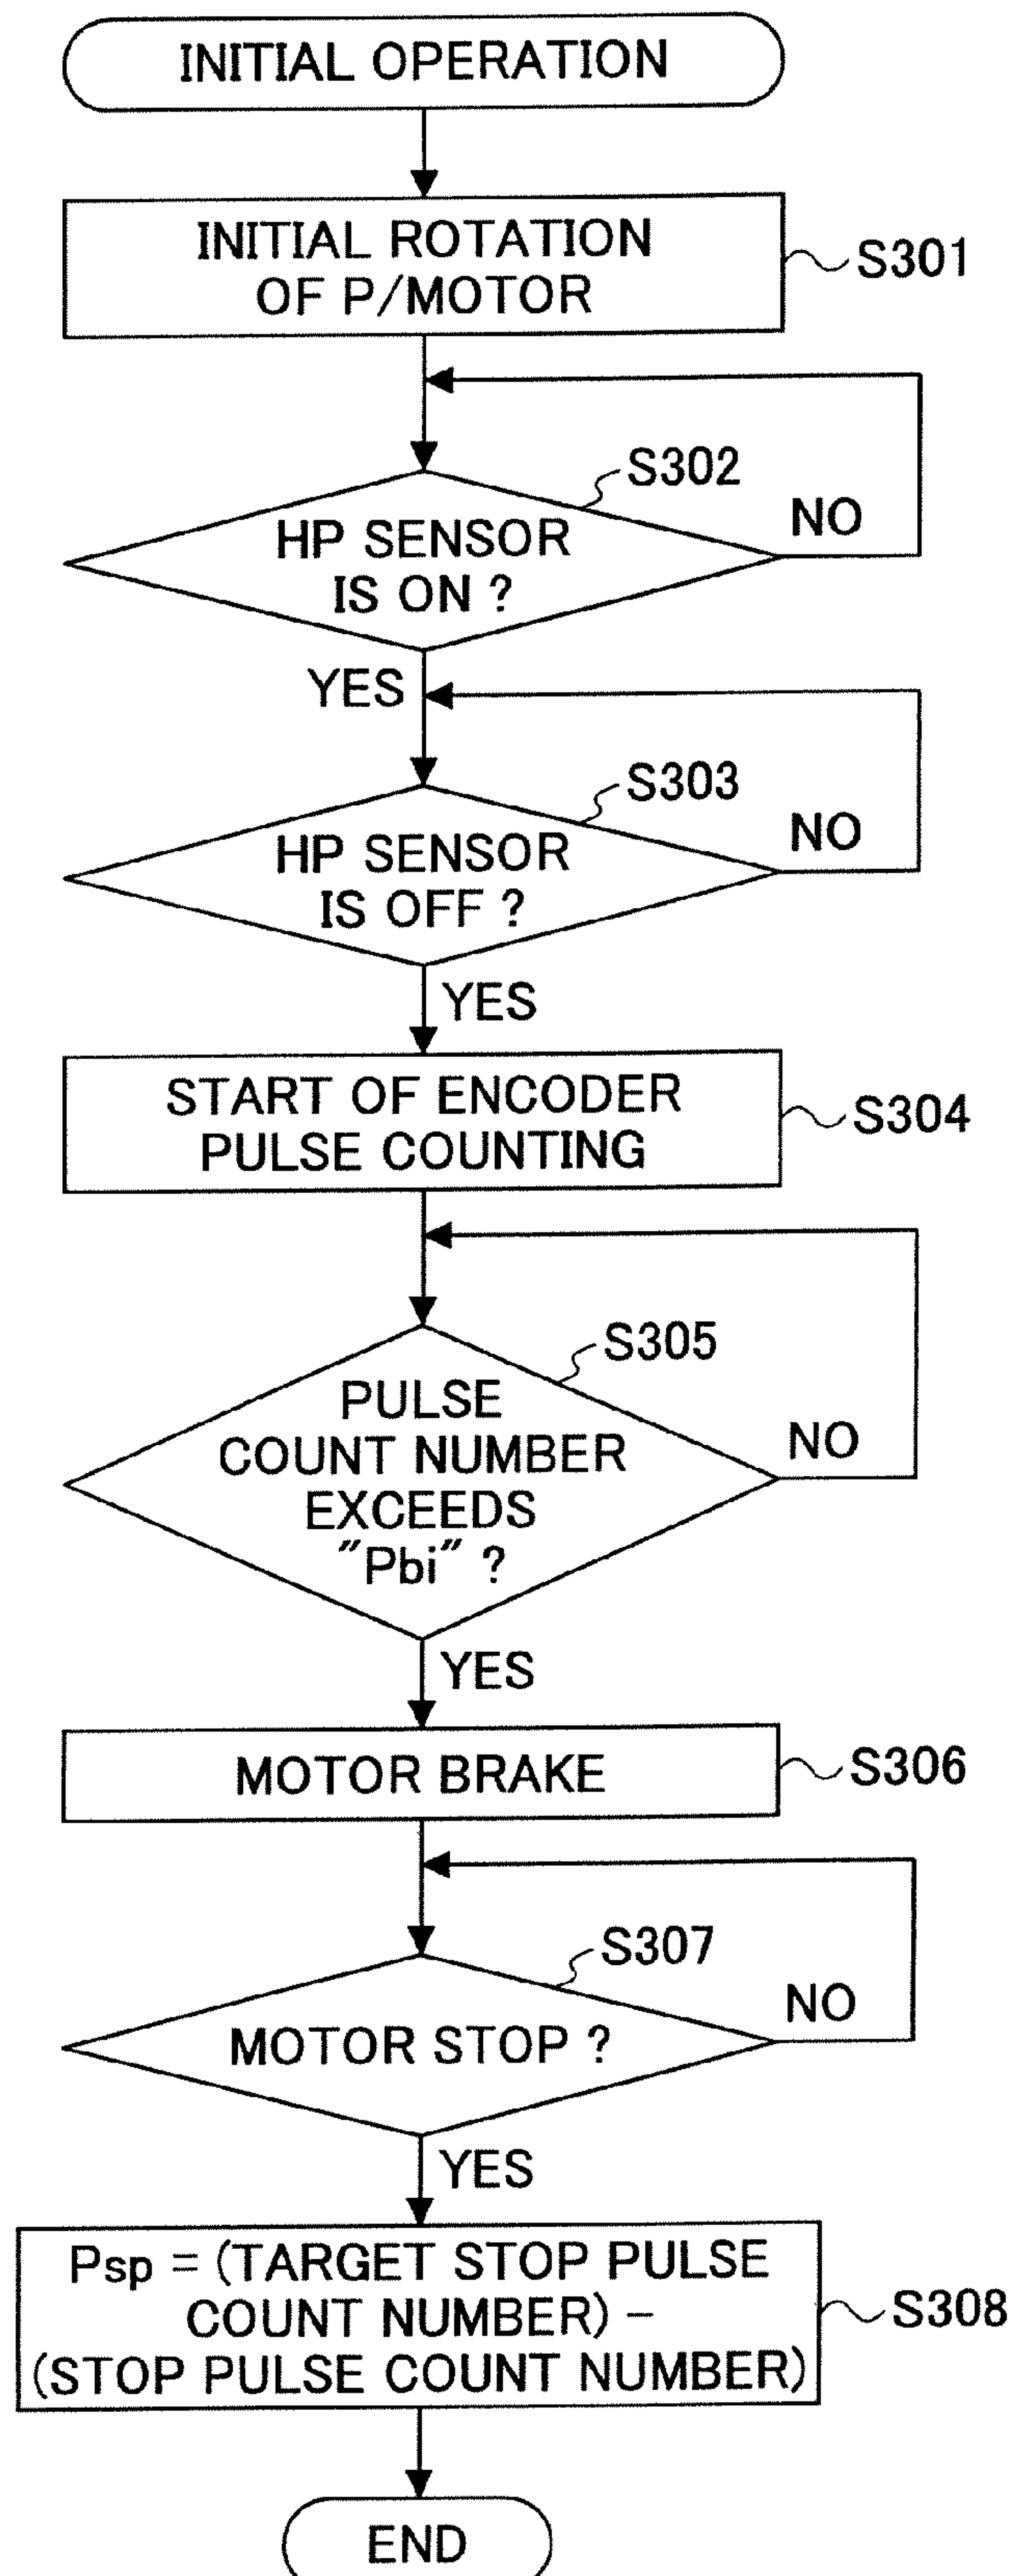 INITIAL OPERATION
INITIAL ROTATION
OF P/MOTOR
S301
S302
HP SENSOR
IS ON ?
NO
YES
S303
HP SENSOR
IS OFF ?
NO
YES
START OF ENCODER
PULSE COUNTING
S304
S305
PULSE
COUNT NUMBER
EXCEEDS
"Pbi" ?
NO
YES
MOTOR BRAKE
S306
S307
MOTOR STOP ?
NO
YES
Psp = (TARGET STOP PULSE
COUNT NUMBER) -
(STOP PULSE COUNT NUMBER)
S308
END